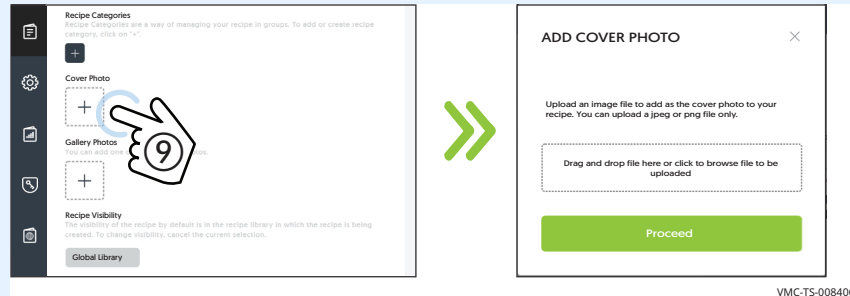 Recipe Categories
Recipe Categories are a way of managing your recipe in groups. To add or create recipe
category, click on "+".
+
Cover Photo
+
9
Gallery Photos
You can add one
os.
+
Recipe Visibility
The visibility of the recipe by default is in the recipe library in which the recipe is being
created. To change visibility, cancel the current selection.
Global Library
ADD COVER PHOTO
Upload an image file to add as the cover photo to your
recipe. You can upload a jpeg or png file only.
Drag and drop file here or click to browse file to be
uploaded
Proceed
VMC-TS-008406